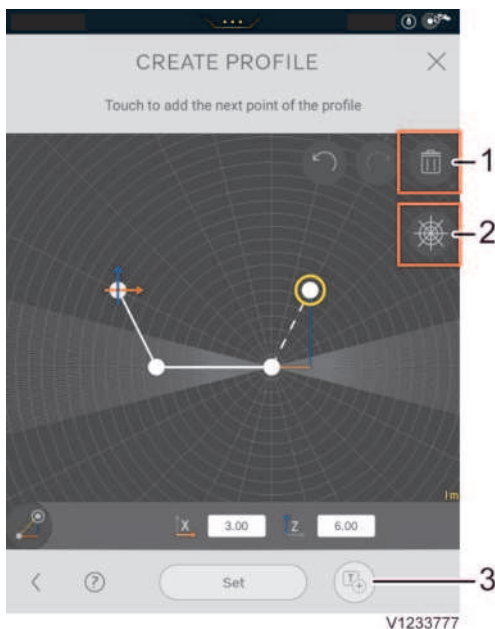 CREATE PROFILE
Touch to add the next point of the profile
1
2
1m
X 3.00 Z 6.00
? Set T
3
V1233777